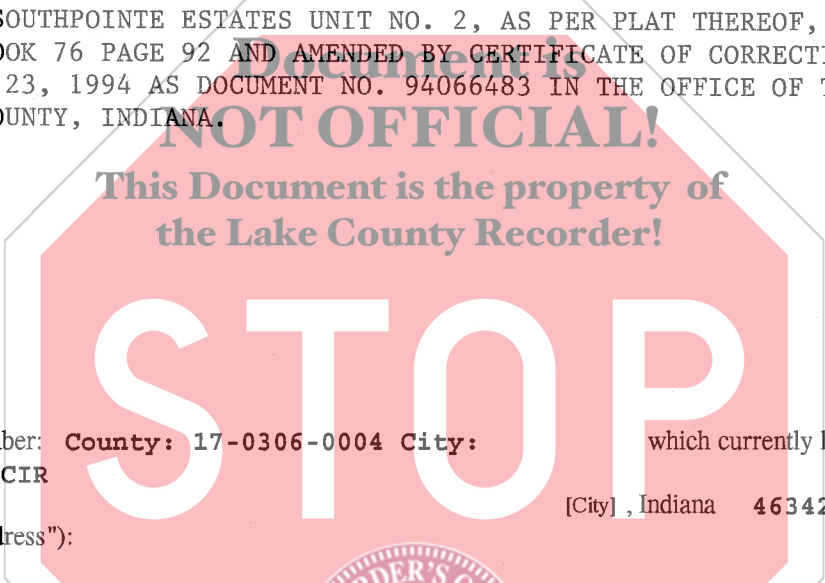 SOUTHPOINTE ESTATES UNIT NO. 2, AS PER PLAT THEREOF,
OOK 76 PAGE 92 AND AMENDED BY CERTIFICATE OF CORRECTI
Document is
23, 1994 AS DOCUMENT NO. 94066483 IN THE OFFICE OF T
OUNTY, INDIANA.
NOT OFFICIAL!
This Document is the property of
the Lake County Recorder!
STOP
ber: County: 17-0306-0004 City: which currently
CIR
[City] , Indiana 46342
dress"):
RDER'S O